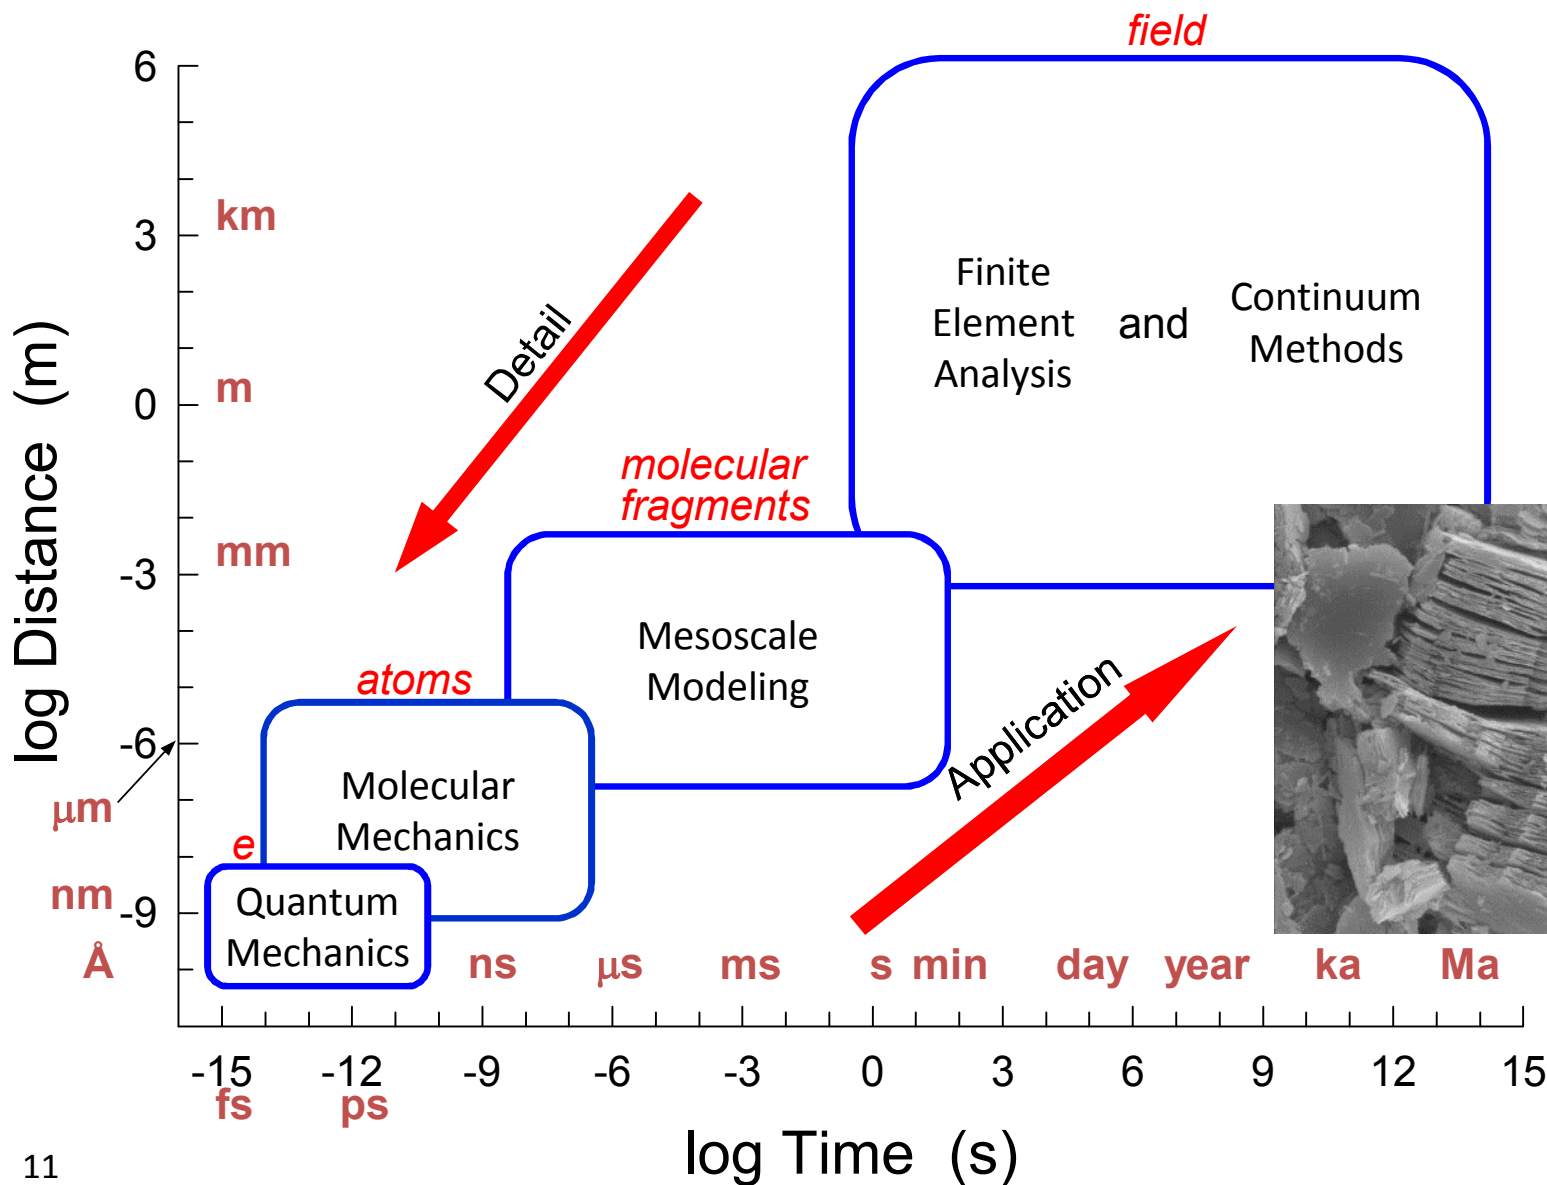 field
6
km
3
Finite
Element
Analysis
and
Continuum
Methods
Detail
m
0
log Distance (m)
molecular
fragments
mm
-3
Mesoscale
Modeling
atoms
-6
Application
μm
Molecular
Mechanics
e
nm
-9
Quantum
Mechanics
Å
ns
μs
ms
s
min
day
year
ka
Ma
-15
-12
-9
-6
-3
0
3
6
9
12
15
fs
ps
log Time (s)
11